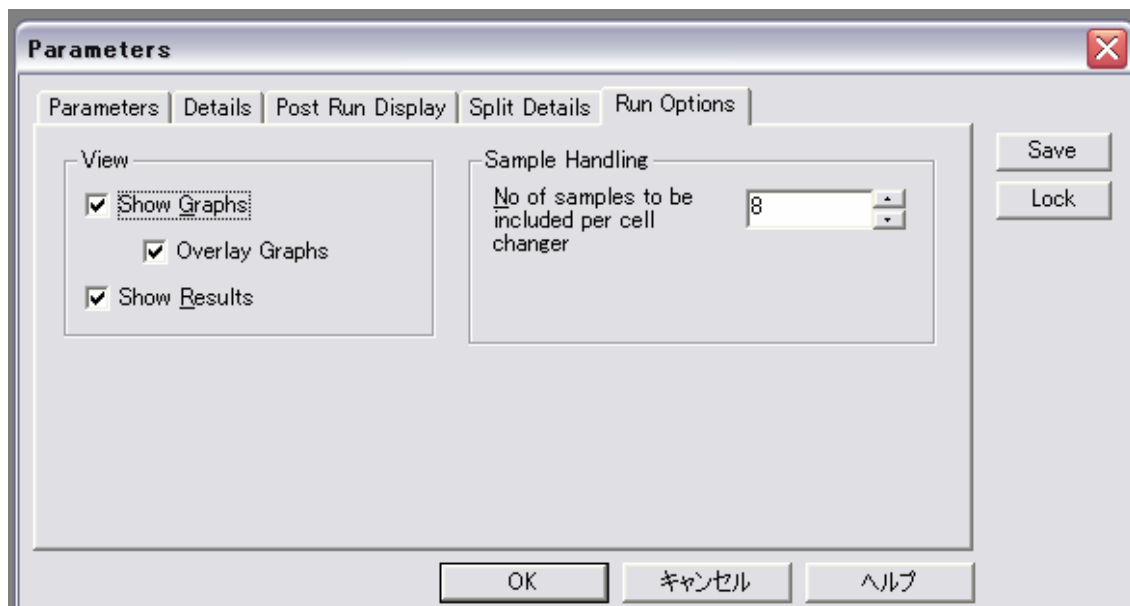 Parameters
Parameters Details Post Run Display Split Details Run Options
View
Show Graphs
Overlay Graphs
Show Results
Sample Handling
No of samples to be
included per cell
changer
8
Save
Lock
OK キャンセル ヘルプ